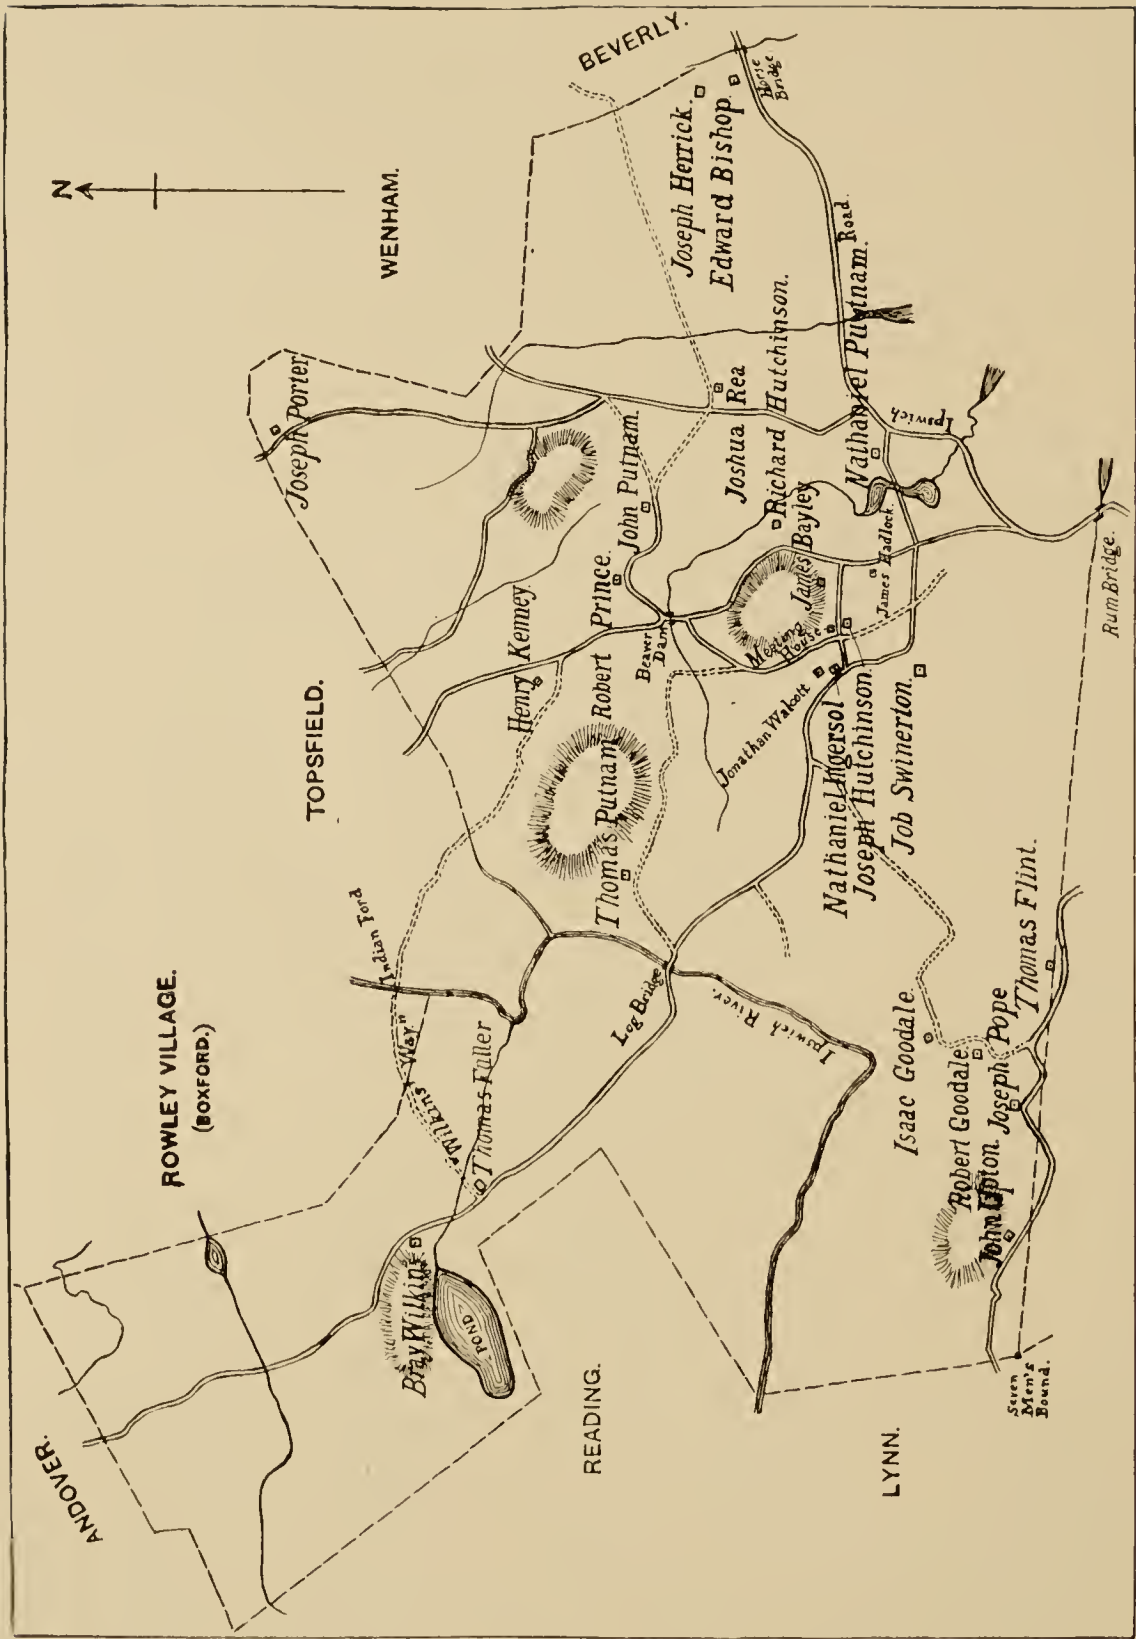 BEVERLY.
Horse
Bridge
N
WENHAM.
Joseph Herrick.
Edward Bishop
Road.
Ipswich
Joseph Porter
Joshua Rea
Richard Hutchinson.
Nathaniel Putnam.
John Putnam.
James Bayley
James Hadlock.
Rum Bridge.
Henry Kenney.
Robert Prince.
Beaver
Dam
Meeting
House
Jonathan Walcott
TOPSFIELD.
Thomas Putnam
Nathaniel Ingersol
Joseph Hutchinson.
Job Swinerton.
Indian Ford
"Wilkins' Way"
Thomas Fuller
Log Bridge
Ipswich River.
ROWLEY VILLAGE.
(BOXFORD.)
Isaac Goodale.
Robert Goodale.
Joseph Pope
Thomas Flint.
John Upton.
Bray Wilkins
POND
ANDOVER.
READING.
LYNN.
Seven
Men's
Bound.